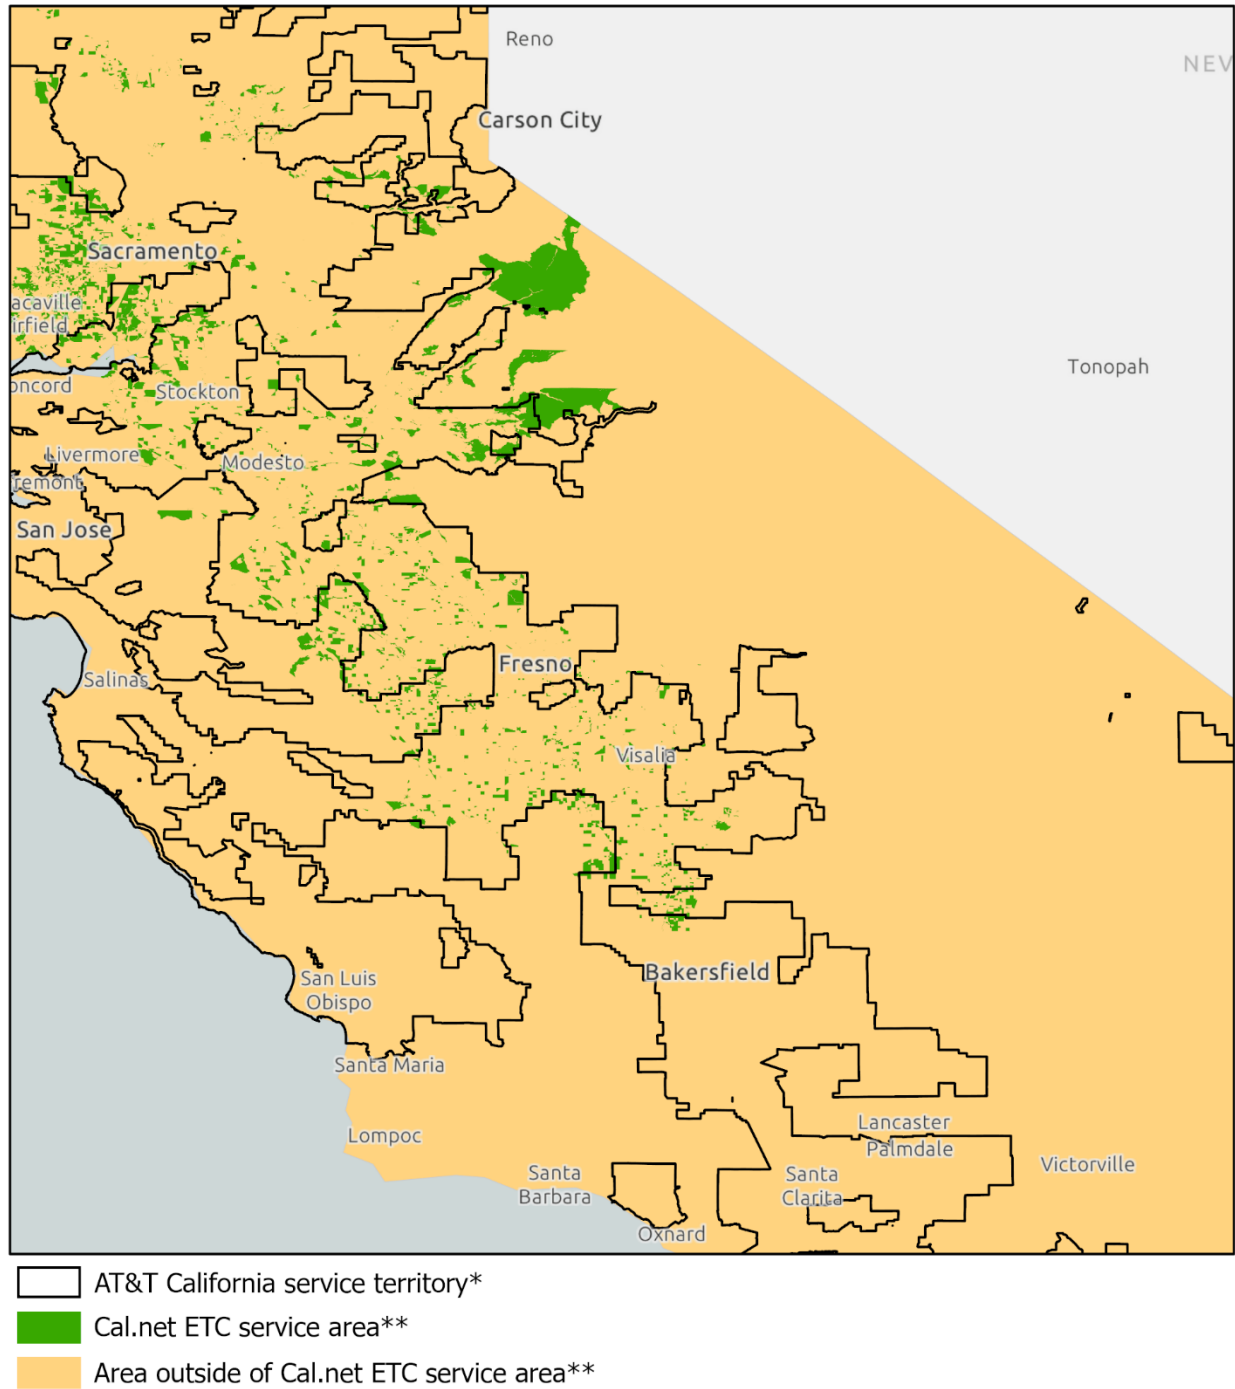 Reno
NEV
Carson City
Sacramento
acaville
irfield
Tonopah
oncord
Stockton
Livermore
Modesto
remont
San Jose
Fresno
Salinas
Visalia
Bakersfield
San Luis
Obispo
Santa Maria
Lancaster
Palmdale
Lompoc
Victorville
Santa
Barbara
Santa
Clarita
Oxnard
AT&T California service territory*
Cal.net ETC service area**
Area outside of Cal.net ETC service area**